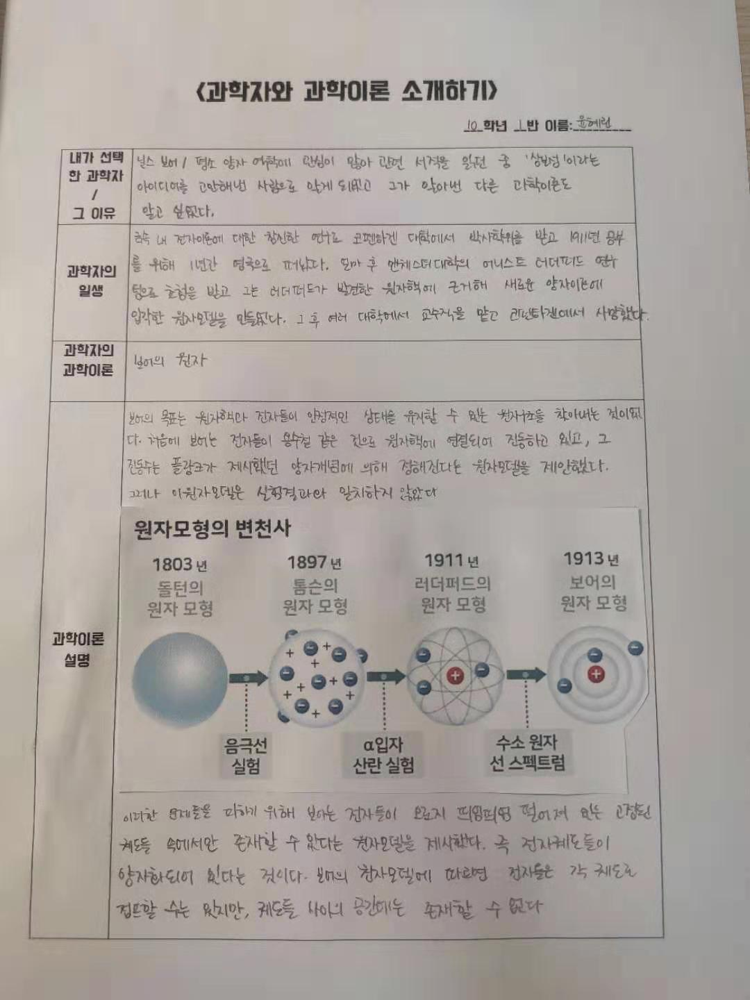 <과학자와 과학이론 소개하기>
10학년 1반 이름: 윤혜린
내가 선택
한 과학자
/
그 이유
닐스 보어 / 평소 양자 역학에 관심이 많아 관련 서적을 읽던 중 '상보성'이라는
아이디어를 고안해낸 사람으로 알게 되었고 그가 알아낸 다른 과학이론도
알고 싶었다.
과학자의
일생
금속 내 전자이론에 대한 참신한 연구로 코펜하겐 대학에서 박사학위를 받고 1911년 공부
를 위해 1년간 영국으로 떠났다. 얼마 후 맨체스터대학의 어니스트 러더퍼드 연구
팀으로 초청을 받고 그는 러더퍼드가 발견한 원자핵에 근거해 새로운 양자이론에
입각한 원자모델을 만들었다. 그 후 여러 대학에서 교수직을 맡고 사망했다.
과학자의
과학이론
보어의 원자
과학이론
설명
보어의 목표는 원자핵과 전자들이 안정적인 상태를 유지할 수 있는 원자구조를 찾아내는 것이었
다. 처음에 보어는 전자들이 용수철 같은 것으로 원자핵에 연결되어 진동하고 있고, 그
진동수는 플랑크가 제시했던 양자개념에 의해 정해진다는 원자모델을 제안했다.
그러나 이원자모델은 실험결과와 일치하지 않았다
원자모형의 변천사
1803년
돌턴의
원자 모형
1897년
톰슨의
원자 모형
1911년
러더퍼드의
원자 모형
1913년
보어의
원자 모형
음극선
실험
α입자
산란 실험
수소 원자
선 스펙트럼
이러한 문제들을 피하기 위해 보어는 전자들이 오로지 띄엄띄엄 떨어져 있는 고정된
궤도들 속에서만 존재할 수 있다는 원자모델을 제시했다. 즉 전자궤도들이
양자화되어 있다는 것이다. 보어의 원자모델에 따르면 전자들은 각 궤도로
점프할 수는 있지만, 궤도들 사이의 공간에는 존재할 수 없다